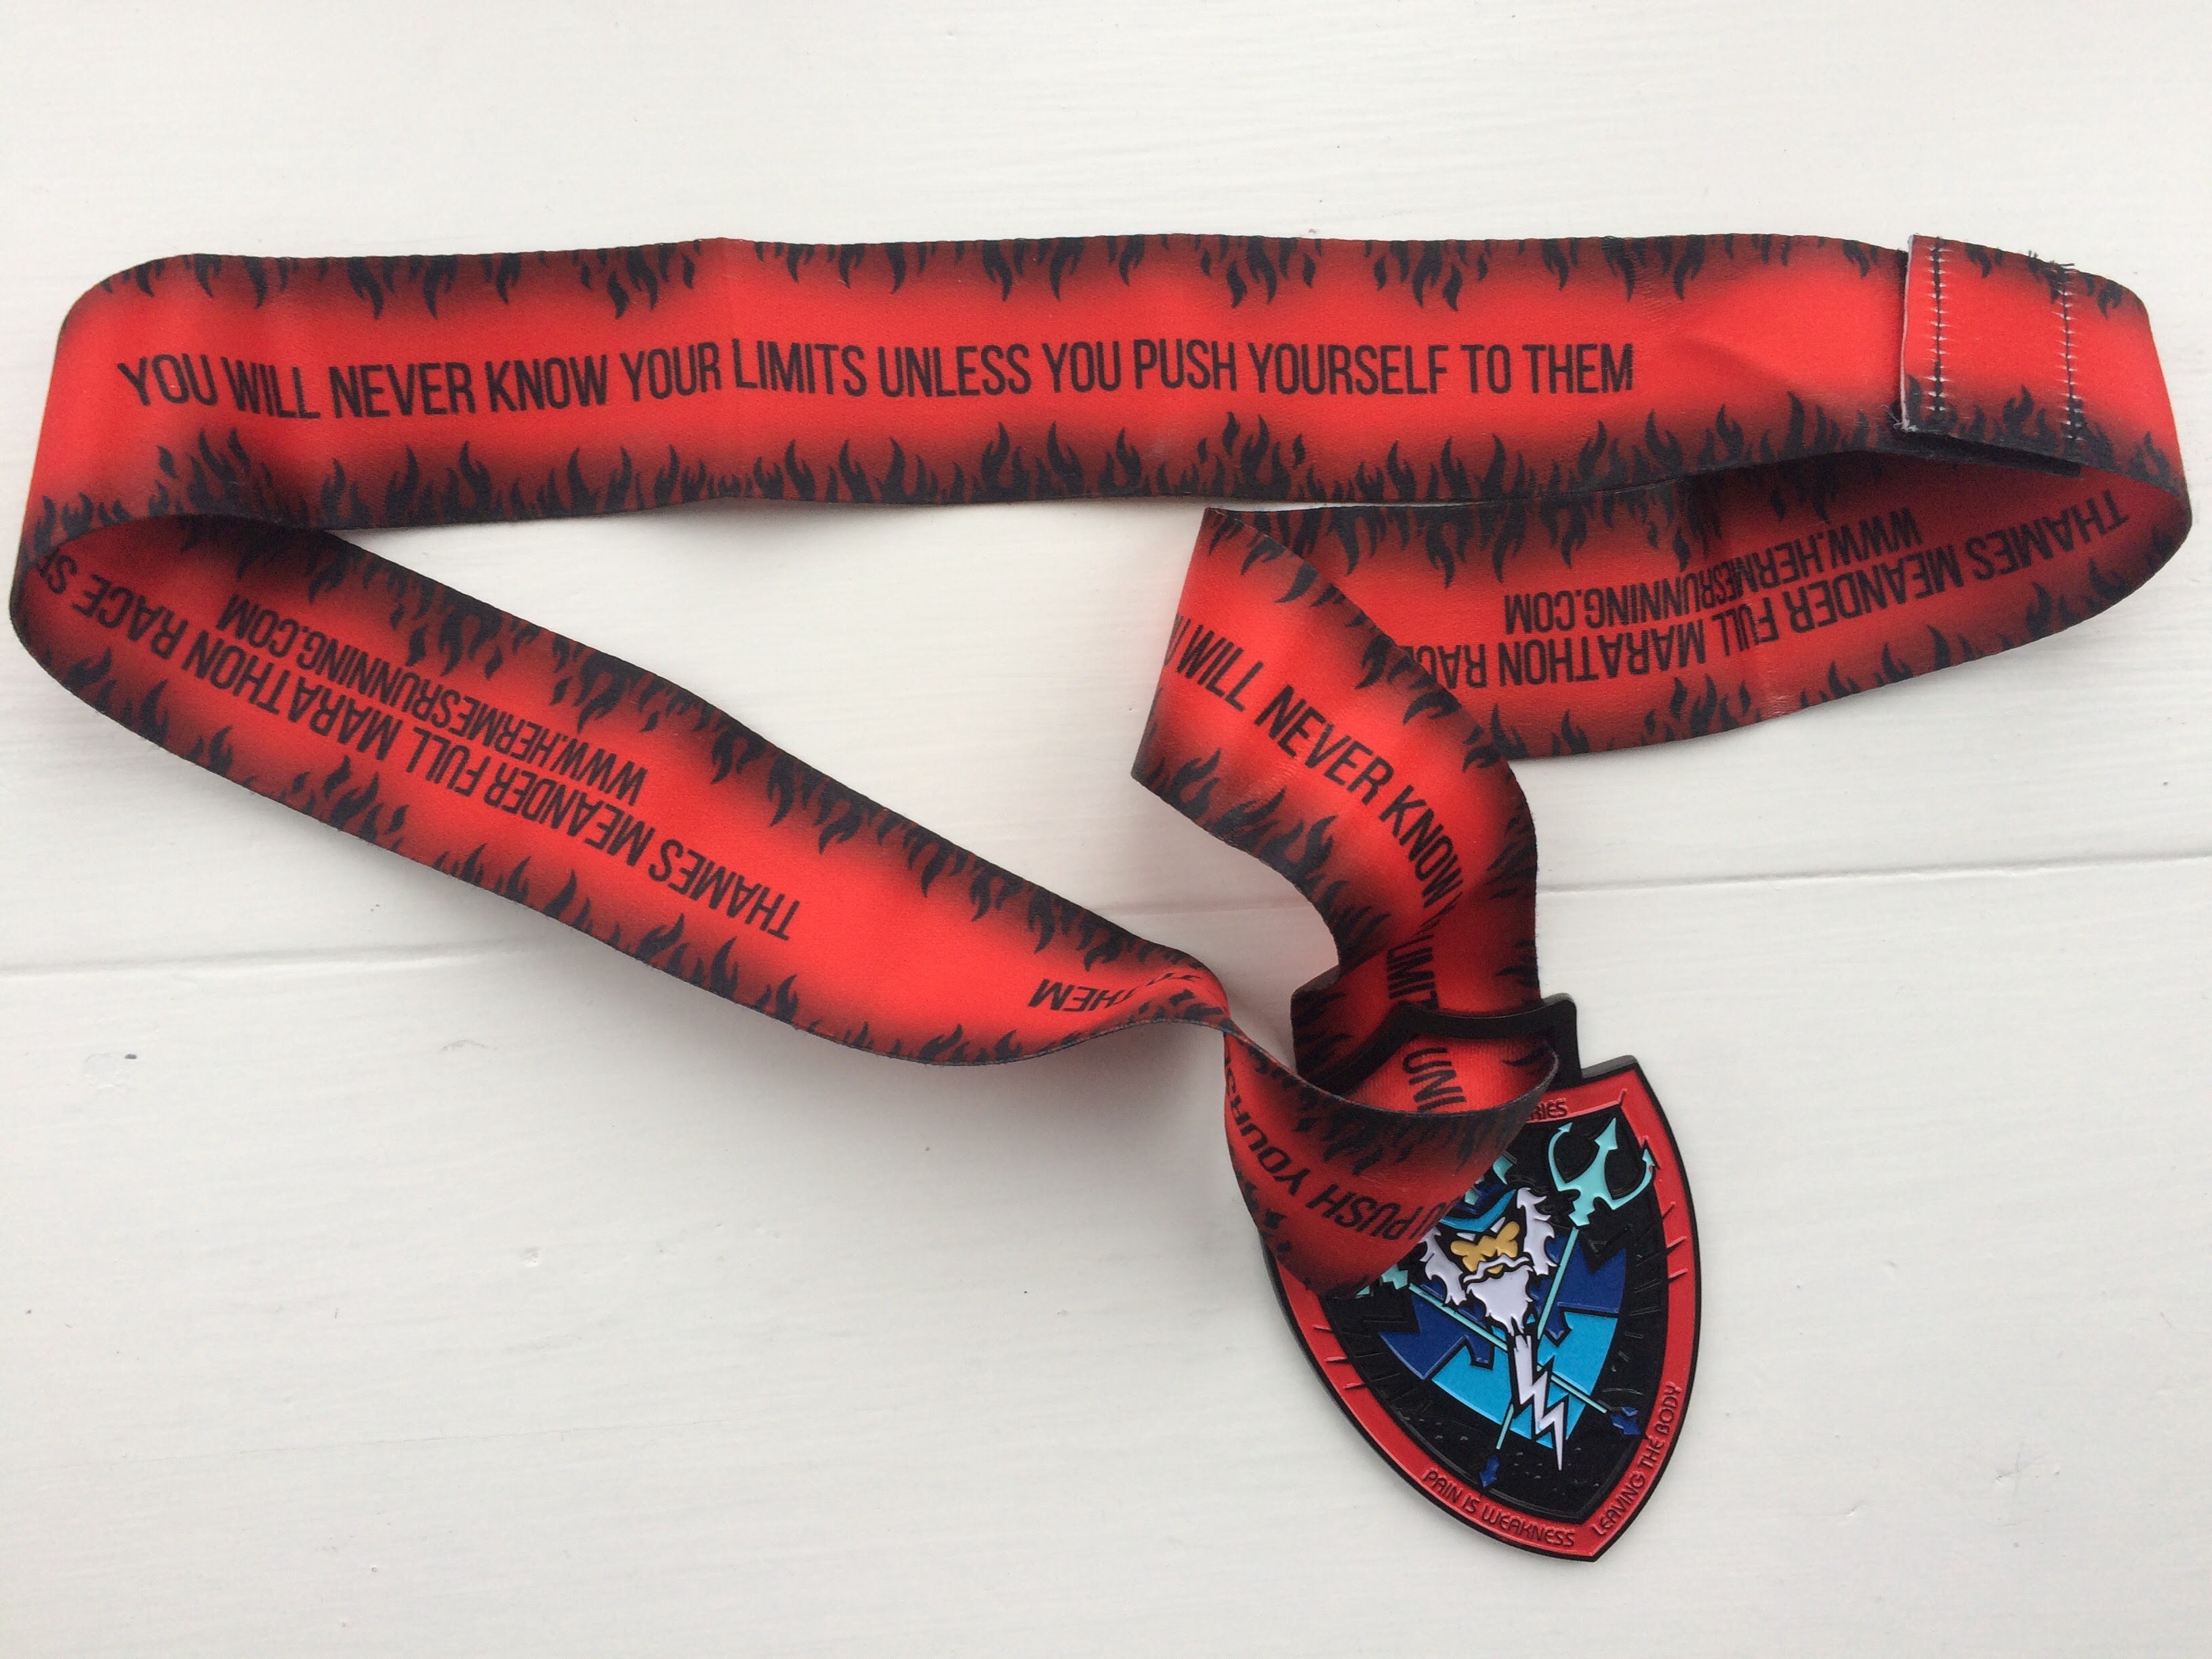 YOU WILL NEVER KNOW YOUR LIMITS UNLESS YOU PUSH YOURSELF TO THEM
THAMES MEANDER FULL MARATHON RACE
WWW.HERMESRUNNING.COM
THAMES MEANDER FULL MARATHON RACE
WWW.HERMESRUNNING.COM
WILL NEVER KNOW
PUSH
PAIN IS WEAKNESS LEAVING THE BODY